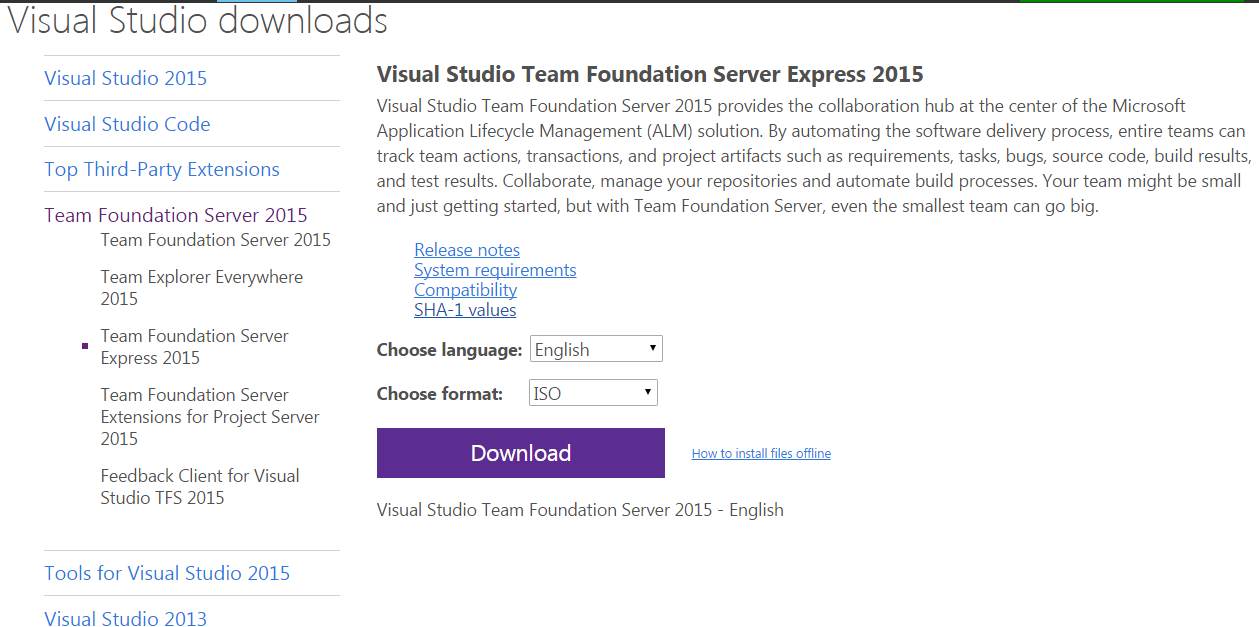 Visual Studio downloads
Visual Studio 2015
Visual Studio Code
Top Third-Party Extensions
Team Foundation Server 2015
Team Foundation Server 2015
Team Explorer Everywhere
2015
Team Foundation Server
Express 2015
Team Foundation Server
Extensions for Project Server
2015
Feedback Client for Visual
Studio TFS 2015
Tools for Visual Studio 2015
Visual Studio 2013
Visual Studio Team Foundation Server Express 2015
Visual Studio Team Foundation Server 2015 provides the collaboration hub at the center of the Microsoft
Application Lifecycle Management (ALM) solution. By automating the software delivery process, entire teams can
track team actions, transactions, and project artifacts such as requirements, tasks, bugs, source code, build results,
and test results. Collaborate, manage your repositories and automate build processes. Your team might be small
and just getting started, but with Team Foundation Server, even the smallest team can go big.
Release notes
System requirements
Compatibility
SHA-1 values
Choose language: English
Choose format: ISO
Download How to install files offline
Visual Studio Team Foundation Server 2015 - English